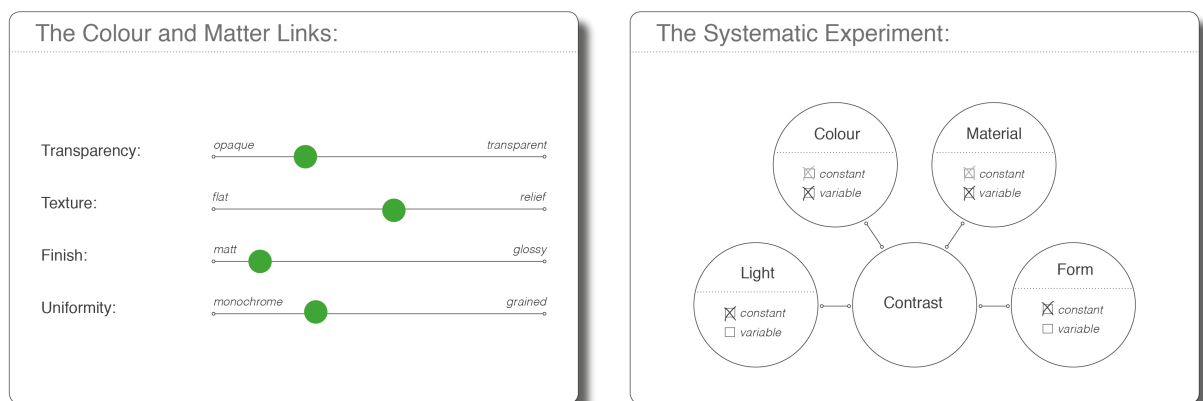 The Colour and Matter Links:
Transparency:
opaque
transparent
Texture:
flat
relief
Finish:
matt
glossy
Uniformity:
monochrome
grained
The Systematic Experiment:
Colour
constant
variable
Material
constant
variable
Light
constant
variable
Contrast
Form
constant
variable